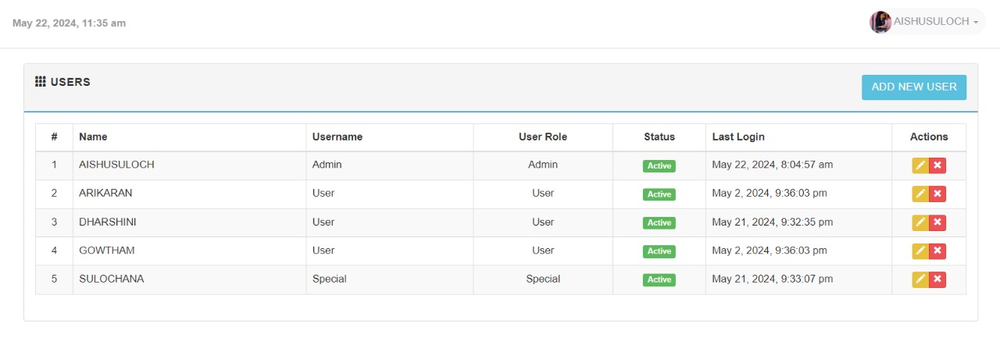 May 22, 2024, 11:35 am
AISHUSULOCH
USERS
ADD NEW USER
# Name Username User Role Status Last Login Actions
1 AISHUSULOCH Admin Admin Active May 22, 2024, 8:04:57 am
2 ARIKARAN User User Active May 2, 2024, 9:36:03 pm
3 DHARSHINI User User Active May 21, 2024, 9:32:35 pm
4 GOWTHAM User User Active May 2, 2024, 9:36:03 pm
5 SULOCHANA Special Special Active May 21, 2024, 9:33:07 pm